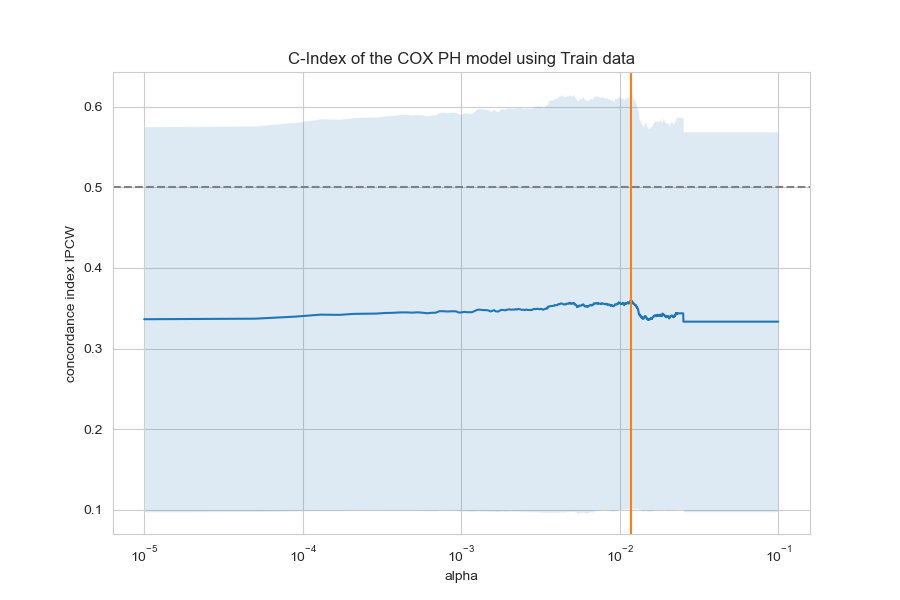 C-Index of the COX PH model using Train data
concordance index IPCW
0.6
0.5
0.4
0.3
0.2
0.1
10⁻⁵ 10⁻⁴ 10⁻³ 10⁻² 10⁻¹
alpha